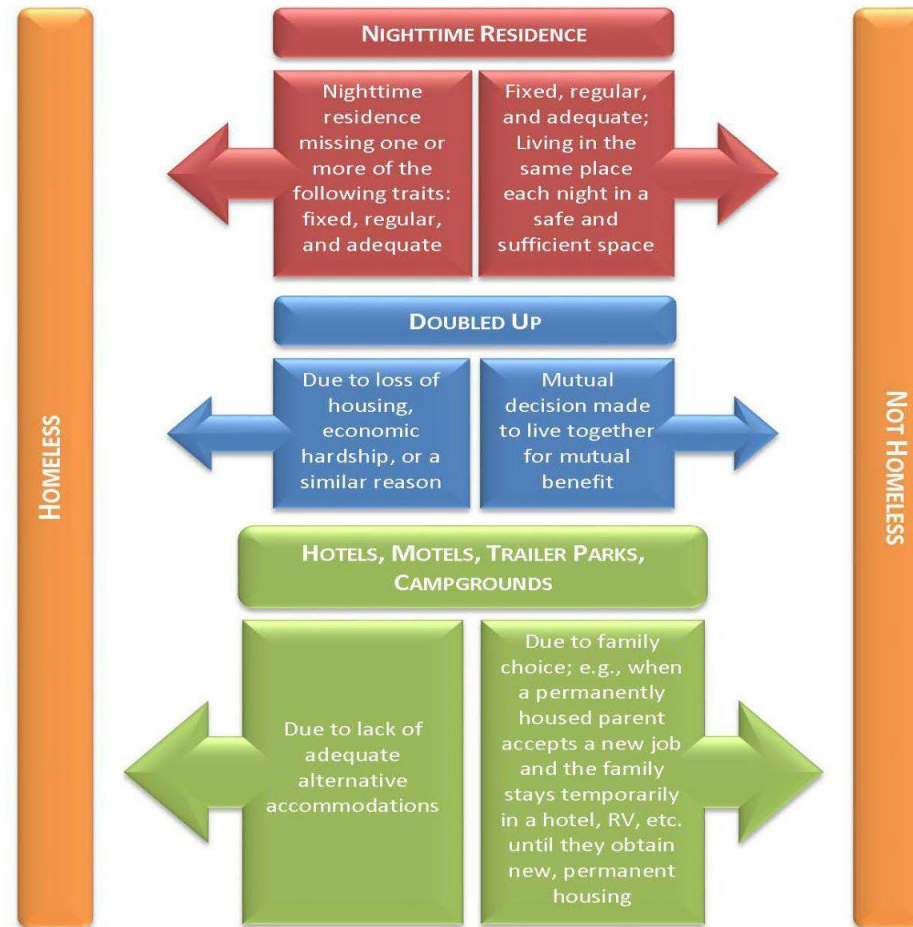 HOMELESS
NIGHTTIME RESIDENCE
Nighttime
residence
missing one or
more of the
following traits:
fixed, regular,
and adequate
Fixed, regular,
and adequate;
Living in the
same place
each night in a
safe and
sufficient space
DOUBLED UP
Due to loss of
housing,
economic
hardship, or a
similar reason
Mutual
decision made
to live together
for mutual
benefit
HOTELS, MOTELS, TRAILER PARKS,
CAMPGROUNDS
Due to lack of
adequate
alternative
accommodations
Due to family
choice; e.g., when
a permanently
housed parent
accepts a new job
and the family
stays temporarily
in a hotel, RV, etc.
until they obtain
new, permanent
housing
NOT HOMELESS